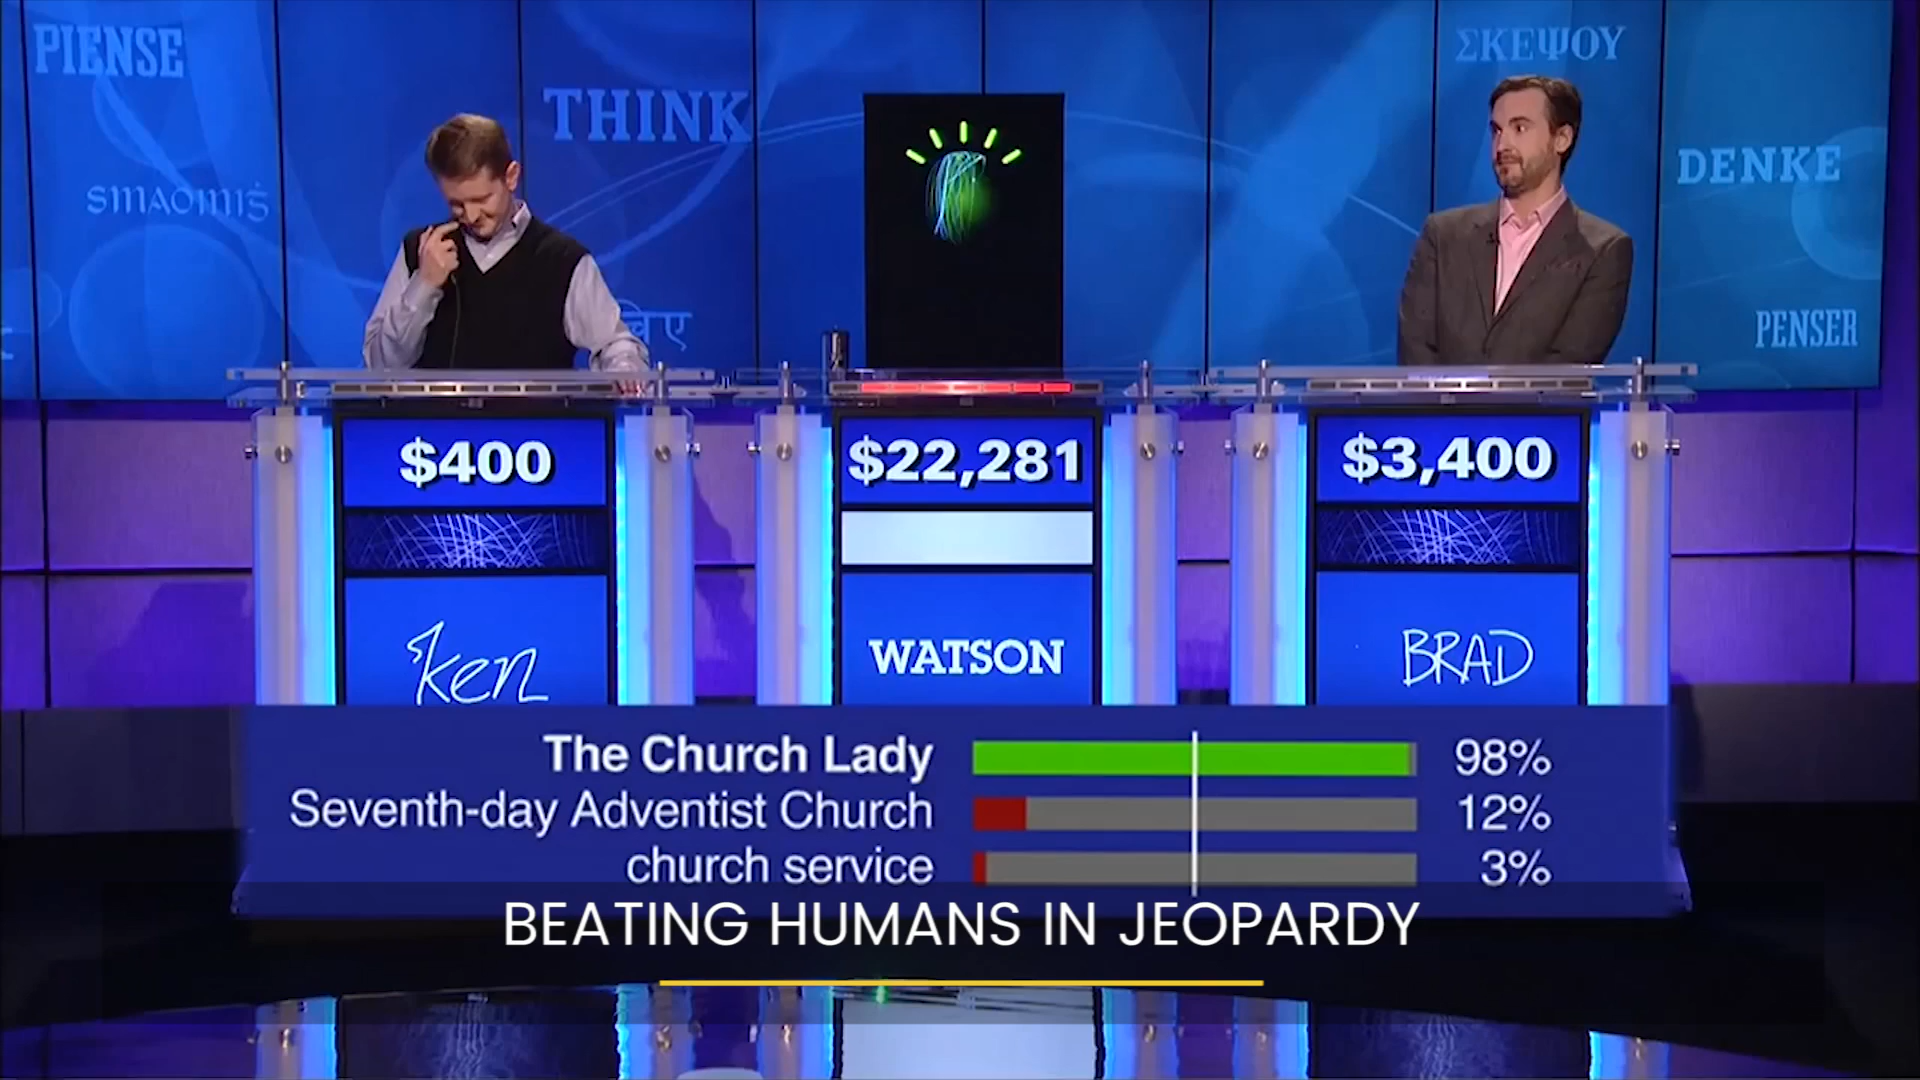 PIENSE
THINK
ΣΚΕΨΟΥ
DENKE
SMAOINIŠ
PENSER
$400
$22,281
$3,400
ken
WATSON
BRAD
The Church Lady 98%
Seventh-day Adventist Church 12%
church service 3%
BEATING HUMANS IN JEOPARDY